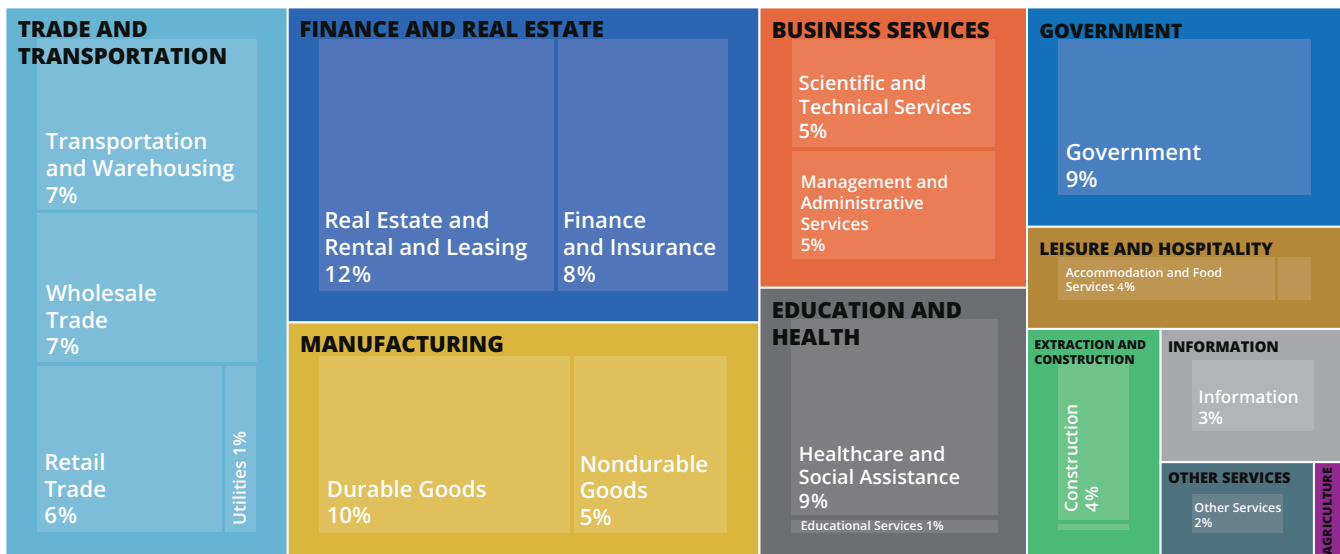 TRADE AND
TRANSPORTATION
Transportation
and Warehousing
7%
Wholesale
Trade
7%
Retail
Trade
6%
Utilities 1%
FINANCE AND REAL ESTATE
Real Estate and
Rental and Leasing
12%
Finance
and Insurance
8%
MANUFACTURING
Durable Goods
10%
Nondurable
Goods
5%
BUSINESS SERVICES
Scientific and
Technical Services
5%
Management and
Administrative
Services
5%
EDUCATION AND
HEALTH
Healthcare and
Social Assistance
9%
Educational Services 1%
GOVERNMENT
Government
9%
LEISURE AND HOSPITALITY
Accommodation and Food
Services 4%
EXTRACTION AND
CONSTRUCTION
Construction
4%
INFORMATION
Information
3%
OTHER SERVICES
Other Services
2%
AGRICULTURE